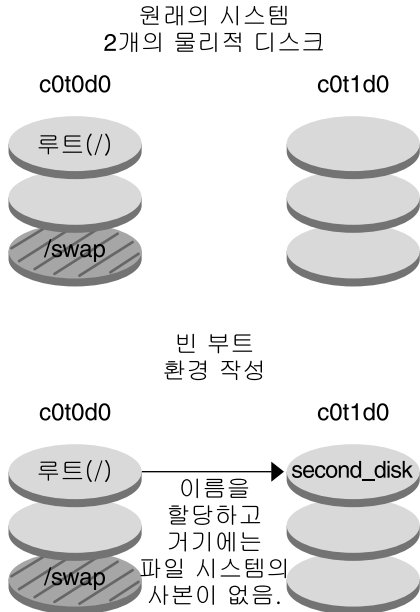 원래의 시스템
2개의 물리적 디스크
c0t0d0
c0t1d0
루트(/)
/swap
빈 부트
환경 작성
c0t0d0
c0t1d0
루트(/)
second_disk
이름을
할당하고
거기에는
파일 시스템의
사본이 없음.
/swap